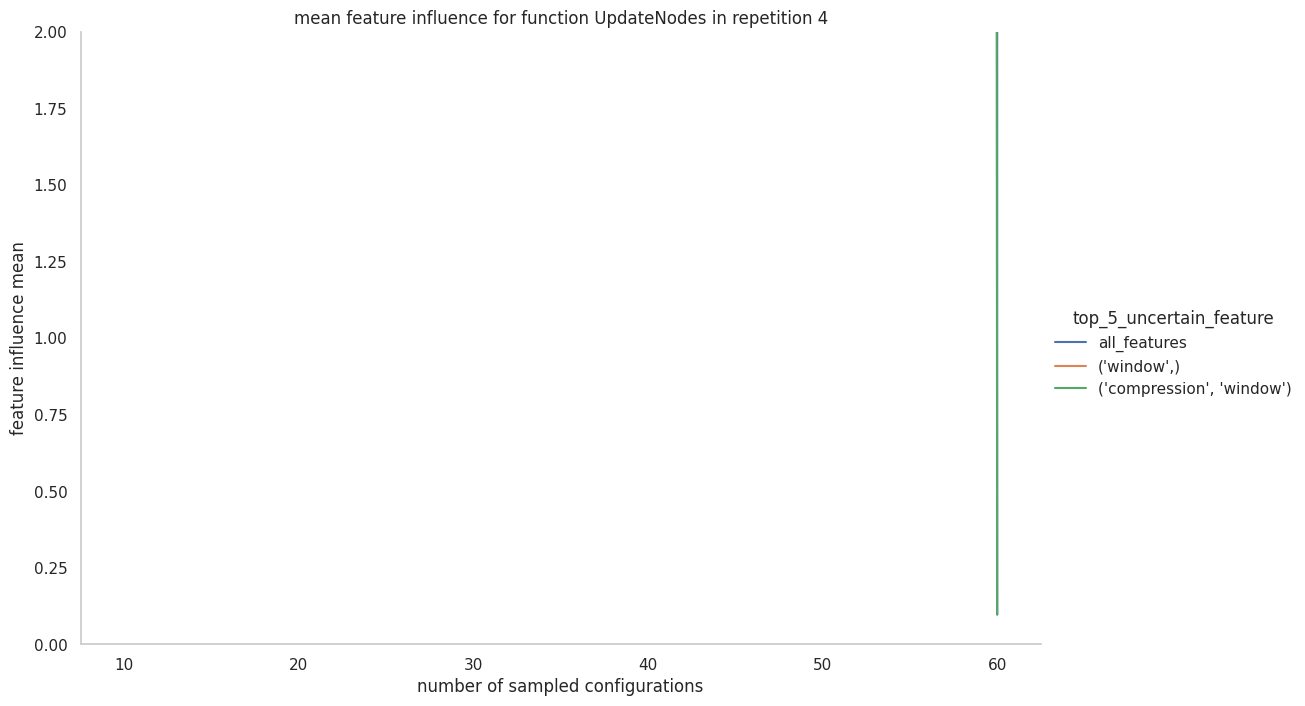 mean feature influence for function UpdateNodes in repetition 4
2.00
1.75
1.50
1.25
1.00
0.75
0.50
0.25
0.00
feature influence mean
10 20 30 40 50 60
number of sampled configurations
top_5_uncertain_feature
all_features
('window',)
('compression', 'window')